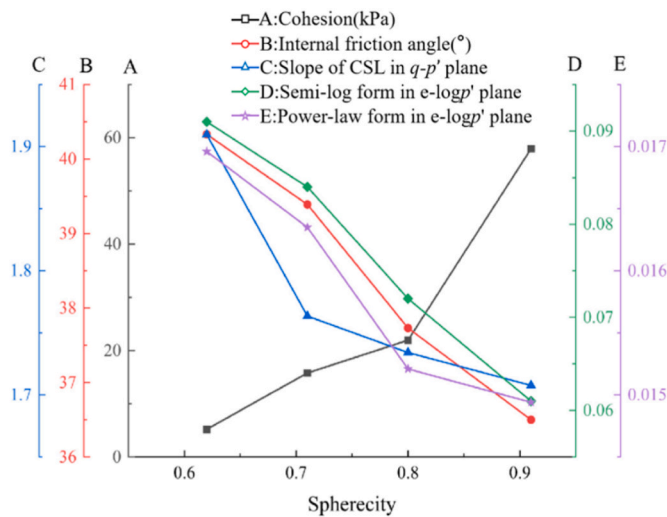 A:Cohesion(kPa)
B:Internal friction angle(°)
C:Slope of CSL in q-p' plane
D:Semi-log form in e-logp' plane
E:Power-law form in e-logp' plane
C B A D E
41
60 0.09 0.017
1.9 40
39
40 0.08
1.8 0.016
38
20 0.07
1.7 37 0.015
0.06
36 0
0.6 0.7 0.8 0.9
Spherecity